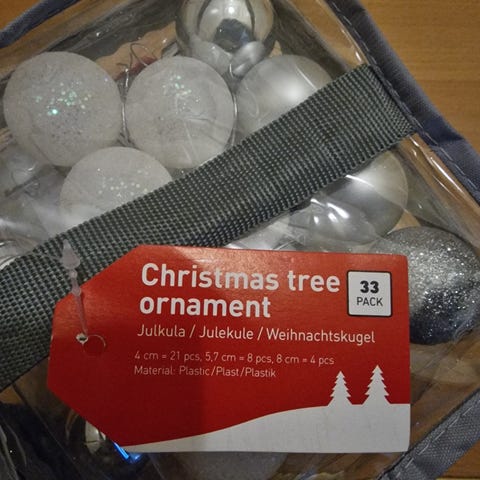 Christmas tree
ornament
33
PACK
Julkula / Julekule / Weihnachtskugel
4 cm = 21 pcs, 5,7 cm = 8 pcs, 8 cm = 4 pcs
Material: Plastic/Plast/Plastik